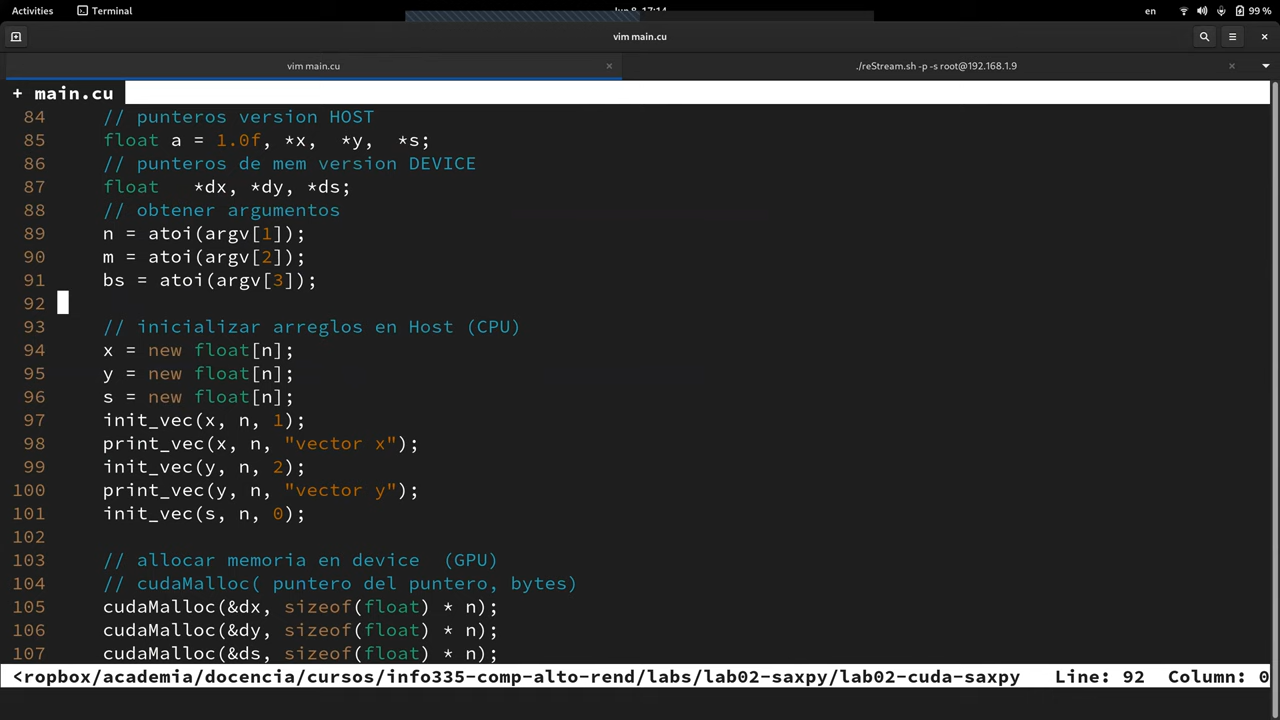 Activities Terminal en 99 %
vim main.cu
vim main.cu ./reStream.sh -p -s root@192.168.1.9
+ main.cu
84 // punteros version HOST
85 float a = 1.0f, *x, *y, *s;
86 // punteros de mem version DEVICE
87 float *dx, *dy, *ds;
88 // obtener argumentos
89 n = atoi(argv[1]);
90 m = atoi(argv[2]);
91 bs = atoi(argv[3]);
92
93 // inicializar arreglos en Host (CPU)
94 x = new float[n];
95 y = new float[n];
96 s = new float[n];
97 init_vec(x, n, 1);
98 print_vec(x, n, "vector x");
99 init_vec(y, n, 2);
100 print_vec(y, n, "vector y");
101 init_vec(s, n, 0);
102
103 // allocar memoria en device (GPU)
104 // cudaMalloc( puntero del puntero, bytes)
105 cudaMalloc(&dx, sizeof(float) * n);
106 cudaMalloc(&dy, sizeof(float) * n);
107 cudaMalloc(&ds, sizeof(float) * n);
<ropbox/academia/docencia/cursos/info335-comp-alto-rend/labs/lab02-saxpy/lab02-cuda-saxpy Line: 92 Column: 0